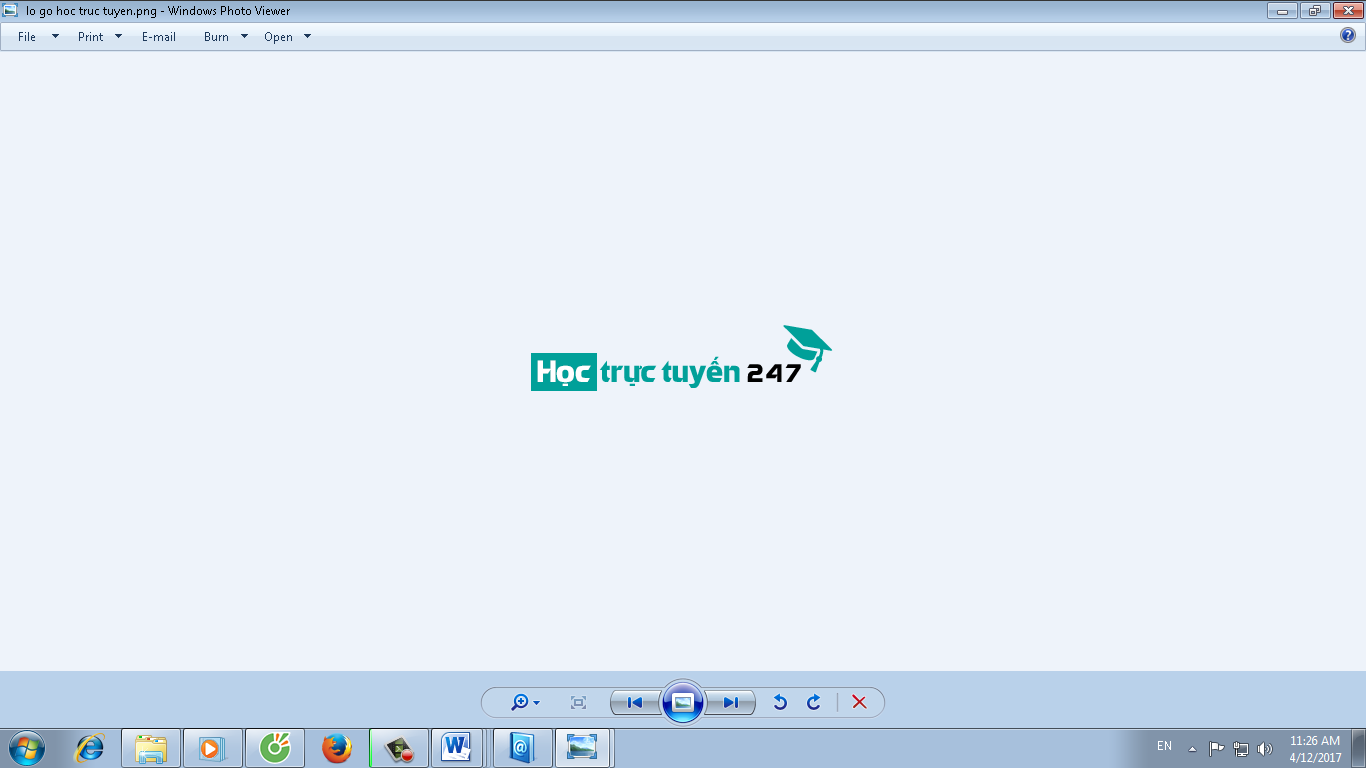 lo go hoc truc tuyen.png - Windows Photo Viewer
File Print E-mail Burn Open
Học trực tuyến 247
EN
11:26 AM
4/12/2017